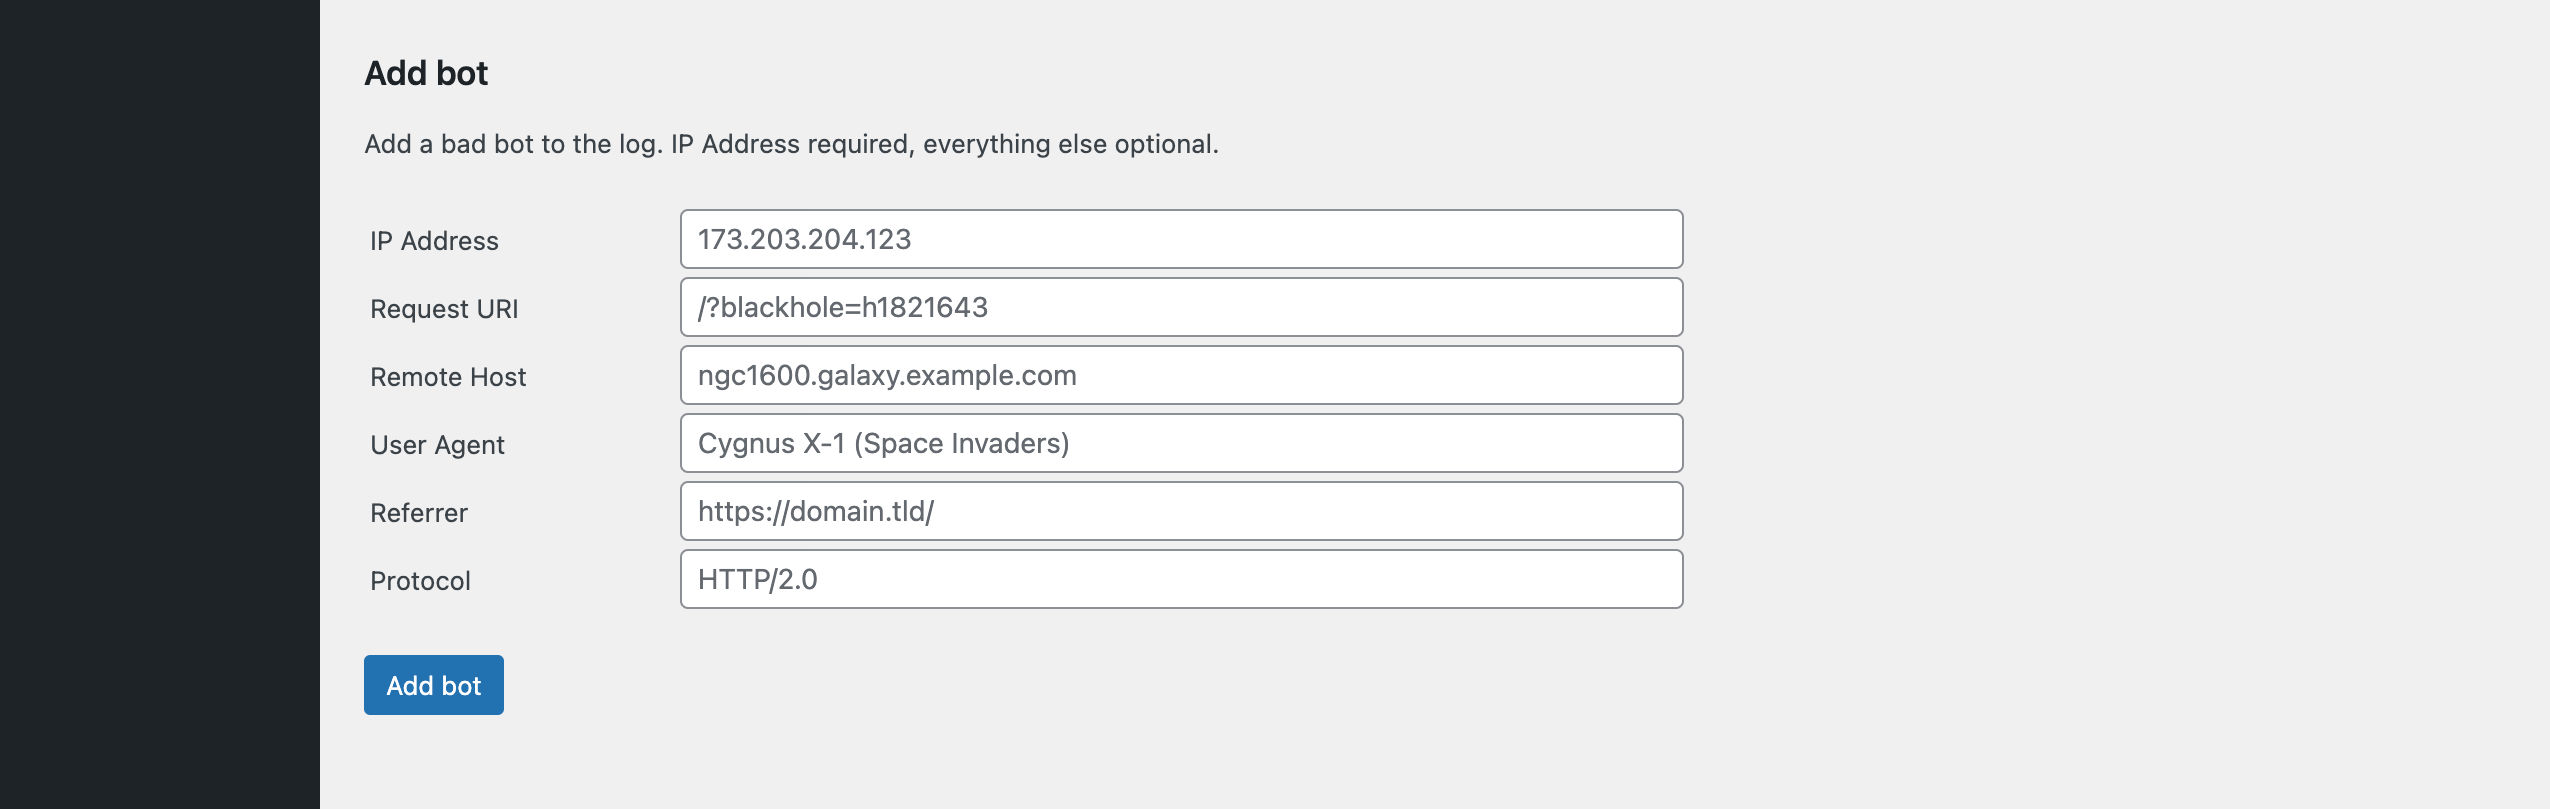 Add bot
Add a bad bot to the log. IP Address required, everything else optional.
IP Address 173.203.204.123
Request URI /?blackhole=h1821643
Remote Host ngc1600.galaxy.example.com
User Agent Cygnus X-1 (Space Invaders)
Referrer https://domain.tld/
Protocol HTTP/2.0
Add bot